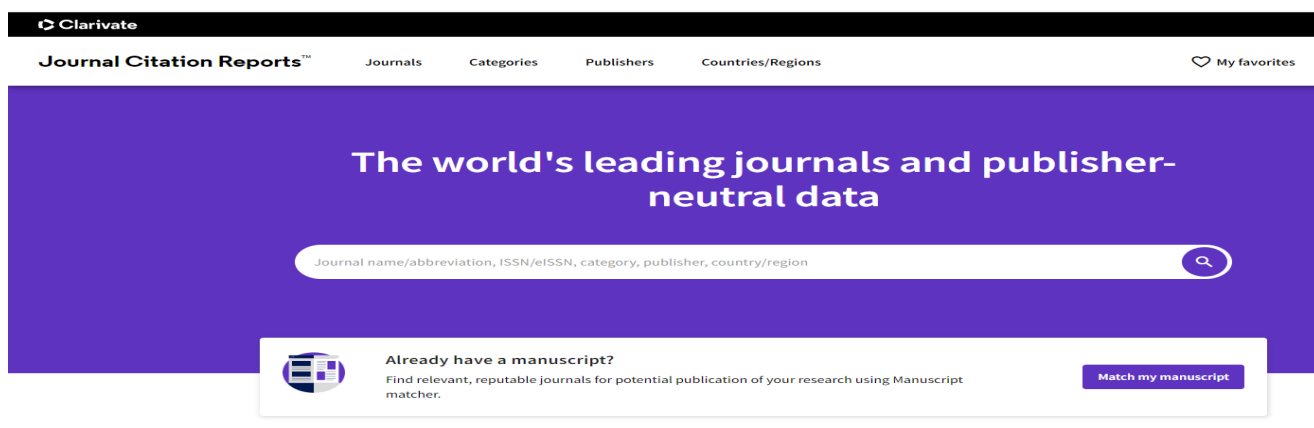 Clarivate
Journal Citation Reports™ Journals Categories Publishers Countries/Regions My favorites
The world's leading journals and publisher-
neutral data
Journal name/abbreviation, ISSN/eISSN, category, publisher, country/region
Already have a manuscript?
Find relevant, reputable journals for potential publication of your research using Manuscript
matcher.
Match my manuscript